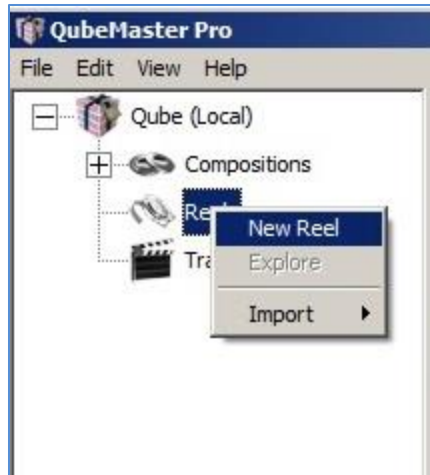 QubeMaster Pro
File Edit View Help
Qube (Local)
Compositions
New Reel
Explore
Import